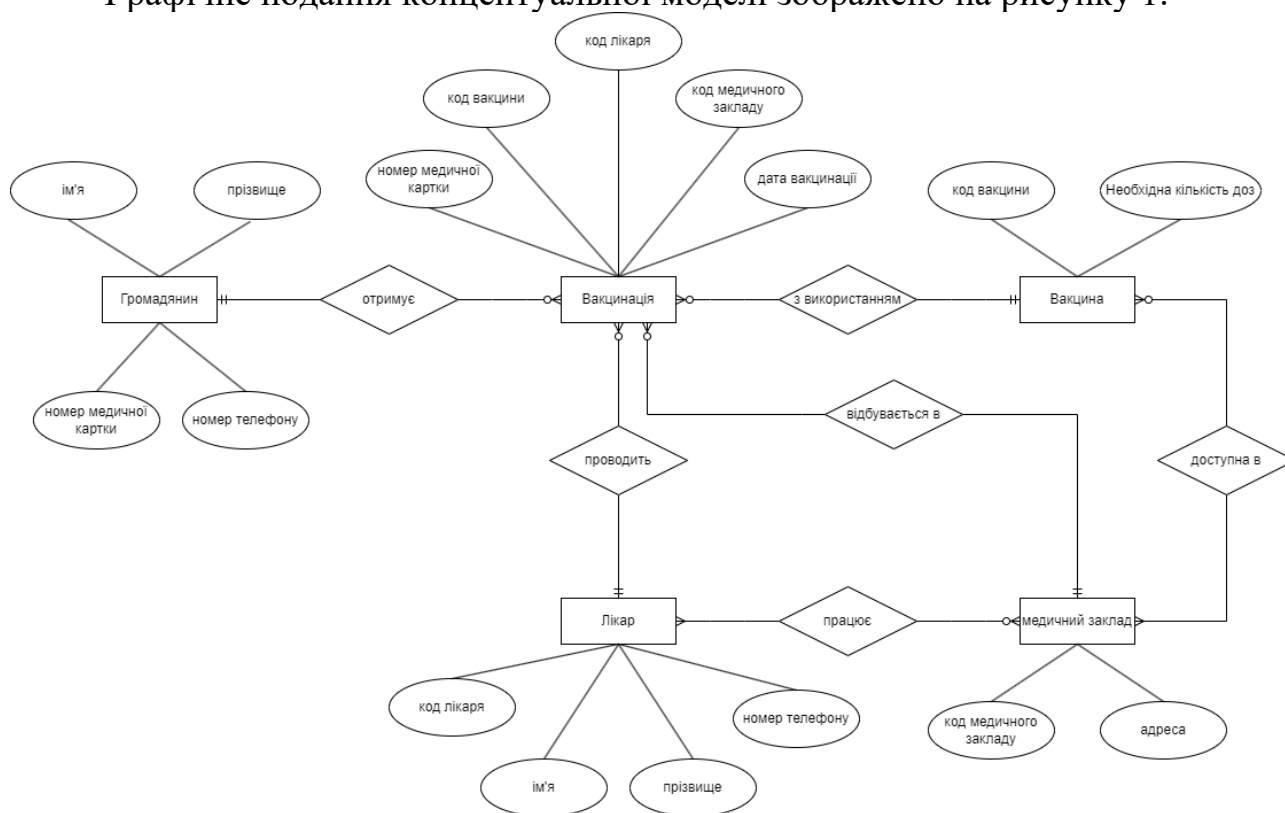 Графічне подання концептуальної моделі зображено на рисунку 1.
код лікаря
код вакцини
код медичного
закладу
номер медичної
картки
дата вакцинації
ім'я
прізвище
код вакцини
Необхідна кількість доз
Громадянин
отримує
Вакцинація
з використанням
Вакцина
номер медичної
картки
номер телефону
відбувається в
проводить
доступна в
Лікар
працює
медичний заклад
код лікаря
номер телефону
код медичного
закладу
адреса
ім'я
прізвище